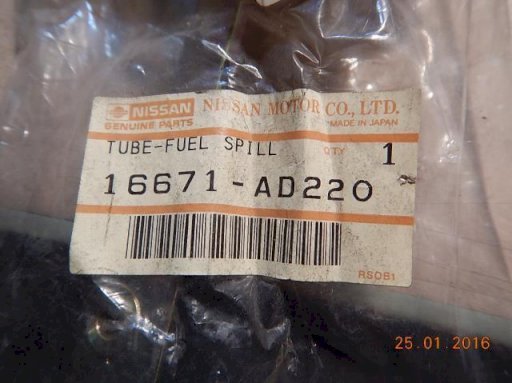 NISSAN NISSAN MOTOR CO., LTD.
GENUINE PARTS MADE IN JAPAN
TUBE-FUEL SPILL QTY 1
16671-AD220
RSOB1
25.01.2016